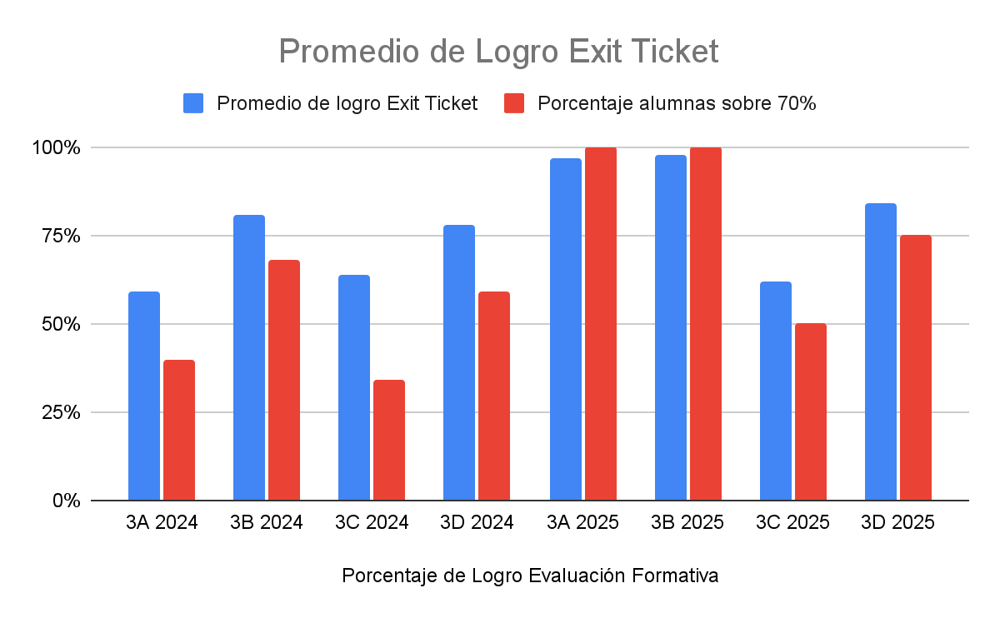 Promedio de Logro Exit Ticket
Promedio de logro Exit Ticket
Porcentaje alumnas sobre 70%
100%
75%
50%
25%
0%
3A 2024
3B 2024
3C 2024
3D 2024
3A 2025
3B 2025
3C 2025
3D 2025
Porcentaje de Logro Evaluación Formativa